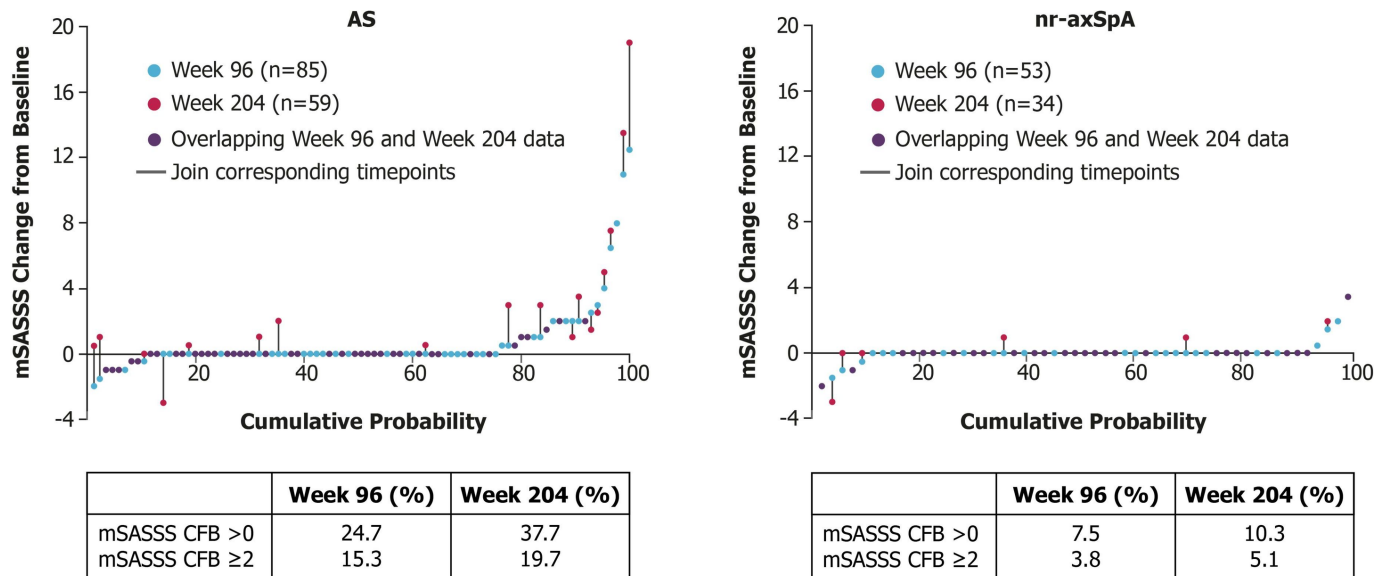 AS
mSASSS Change from Baseline
20
16
12
8
4
0
-4
Week 96 (n=85)
Week 204 (n=59)
Overlapping Week 96 and Week 204 data
Join corresponding timepoints
20
40
60
80
100
Cumulative Probability
Week 96 (%)
Week 204 (%)
mSASSS CFB >0
24.7
37.7
mSASSS CFB ≥2
15.3
19.7
nr-axSpA
mSASSS Change from Baseline
20
16
12
8
4
0
-4
Week 96 (n=53)
Week 204 (n=34)
Overlapping Week 96 and Week 204 data
Join corresponding timepoints
20
40
60
80
100
Cumulative Probability
Week 96 (%)
Week 204 (%)
mSASSS CFB >0
7.5
10.3
mSASSS CFB ≥2
3.8
5.1